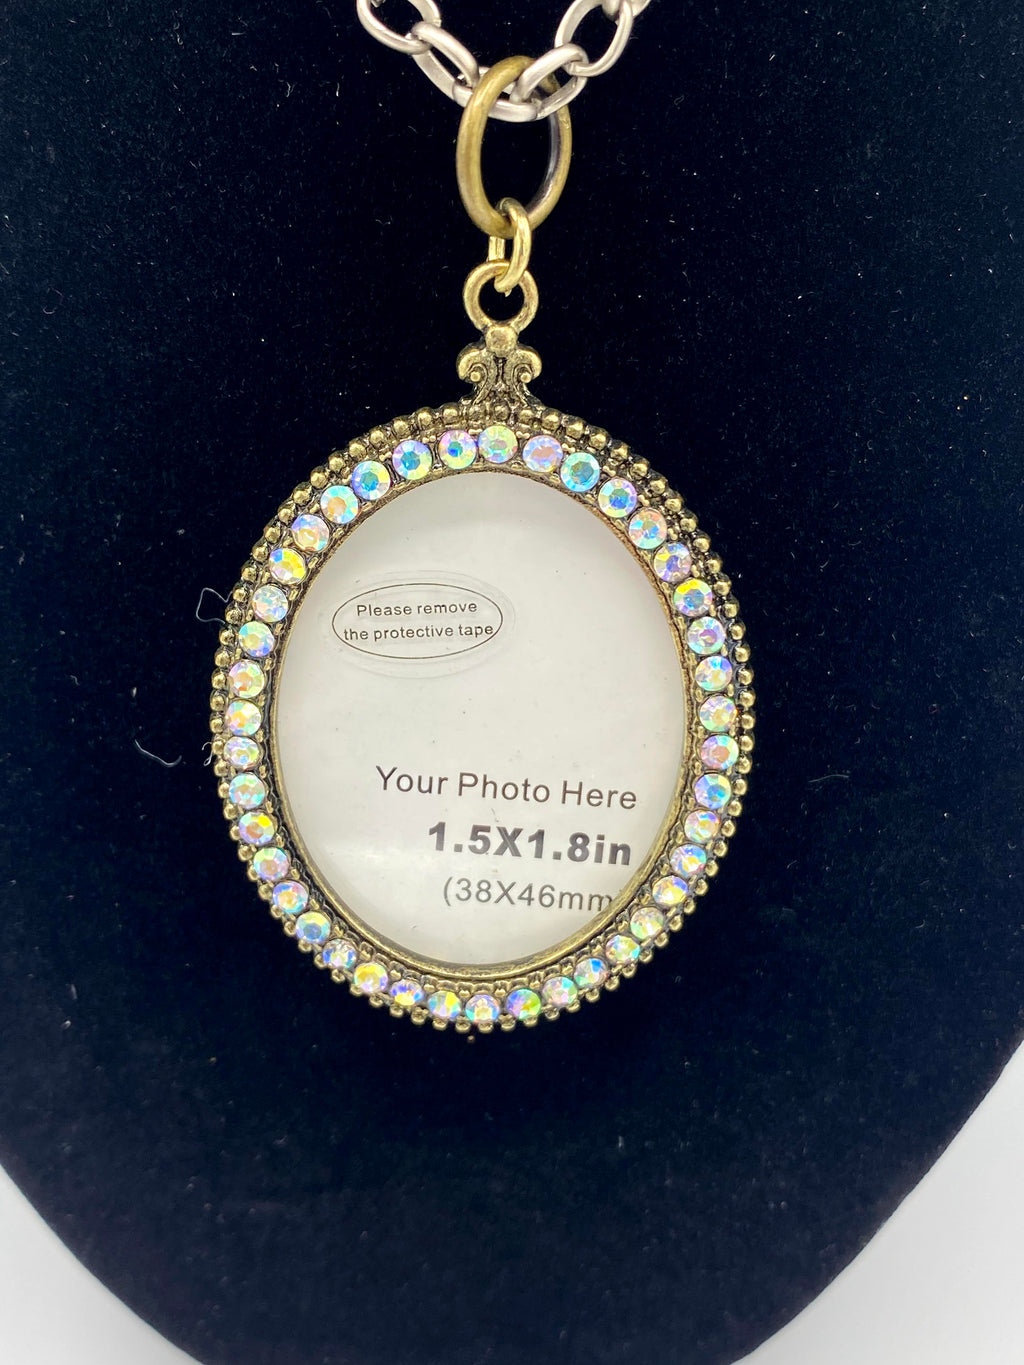 Please remove
the protective tape
Your Photo Here
1.5X1.8in
(38X46mm